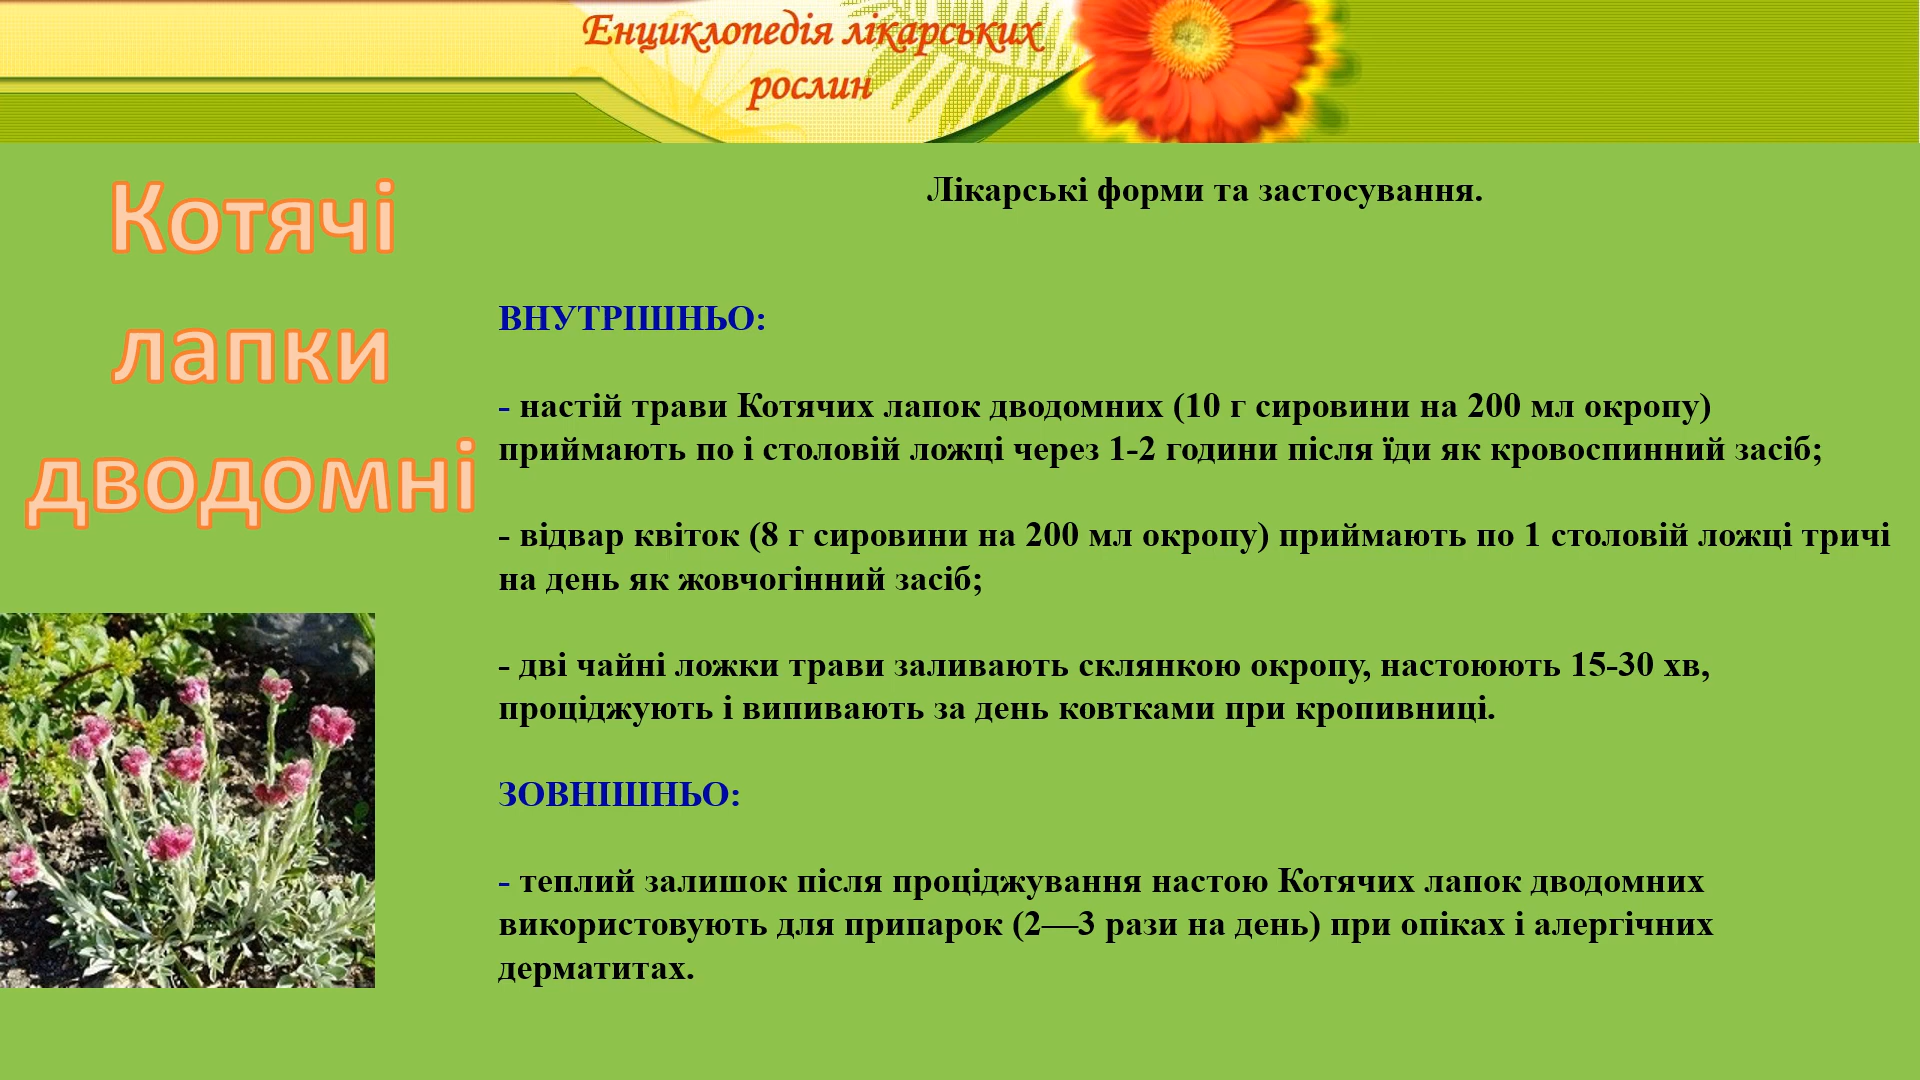 Енциклопедія лікарських
рослин
Котячі
лапки
дводомні
Лікарські форми та застосування.
ВНУТРІШНЬО:
- настій трави Котячих лапок дводомних (10 г сировини на 200 мл окропу)
приймають по і столовій ложці через 1-2 години після їди як кровоспинний засіб;
- відвар квіток (8 г сировини на 200 мл окропу) приймають по 1 столовій ложці тричі
на день як жовчогінний засіб;
- дві чайні ложки трави заливають склянкою окропу, настоюють 15-30 хв,
проціджують і випивають за день ковтками при кропивниці.
ЗОВНІШНЬО:
- теплий залишок після проціджування настою Котячих лапок дводомних
використовують для припарок (2—3 рази на день) при опіках і алергічних
дерматитах.